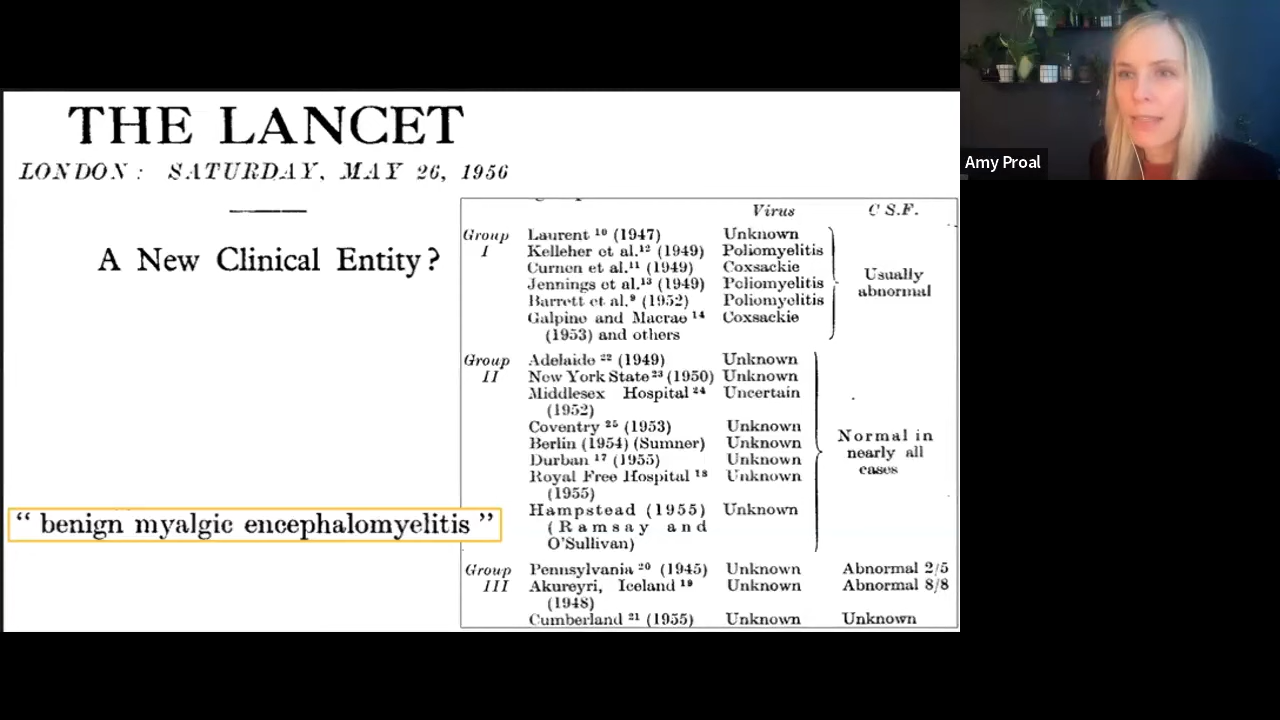 THE LANCET
LONDON: SATURDAY, MAY 26, 1956
A New Clinical Entity?
“ benign myalgic encephalomyelitis ”
Virus C S.F.
Group Laurent 10 (1947) Unknown
I Kelleher et al.12 (1949) Poliomyelitis
Curnen et al.11 (1949) Coxsackie Usually
Jennings et al.13 (1949) Poliomyelitis abnormal
Barrett et al.9 (1952) Poliomyelitis
Galpine and Macrae 14 Coxsackie
(1953) and others
Group Adelaide 22 (1949) Unknown
II New York State 23 (1950) Unknown
Middlesex Hospital 24 Uncertain
(1952)
Coventry 25 (1953) Unknown
Berlin (1954) (Sumner) Unknown Normal in
Durban 17 (1955) Unknown nearly all
Royal Free Hospital 18 Unknown cases
(1955)
Hampstead (1955) Unknown
(Ramsay and
O'Sullivan)
Group Pennsylvania 20 (1945) Unknown Abnormal 2/5
III Akureyri, Iceland 19 Unknown Abnormal 8/8
(1948)
Cumberland 21 (1955) Unknown Unknown
Amy Proal